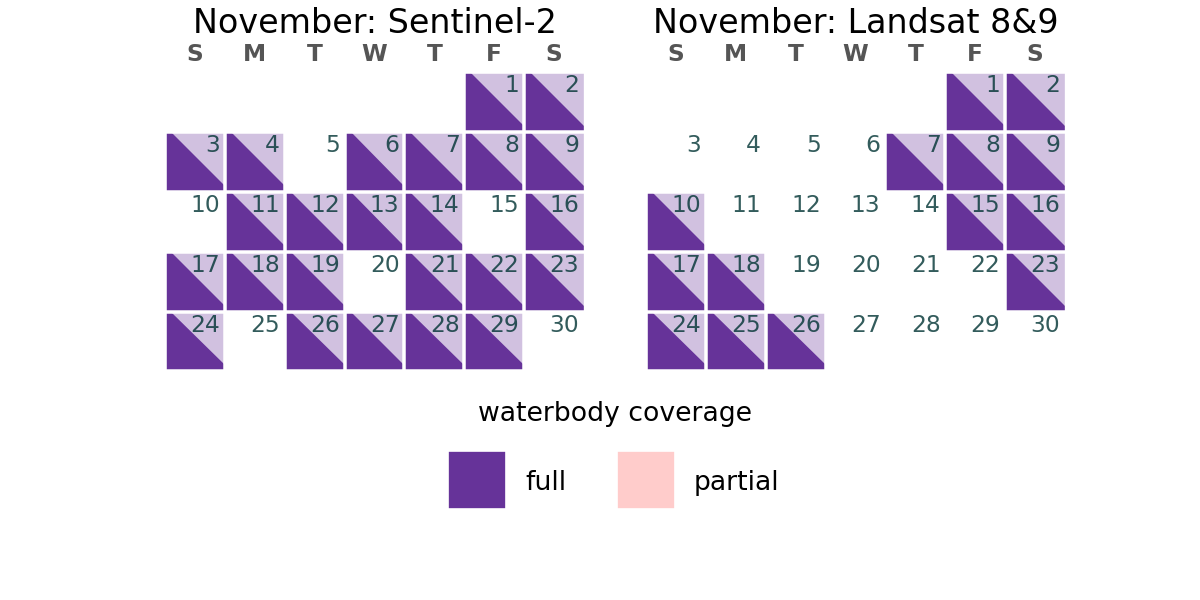 November: Sentinel-2
S M T W T F S
1 2
3 4 5 6 7 8 9
10 11 12 13 14 15 16
17 18 19 20 21 22 23
24 25 26 27 28 29 30
November: Landsat 8&9
S M T W T F S
1 2
3 4 5 6 7 8 9
10 11 12 13 14 15 16
17 18 19 20 21 22 23
24 25 26 27 28 29 30
waterbody coverage
full partial